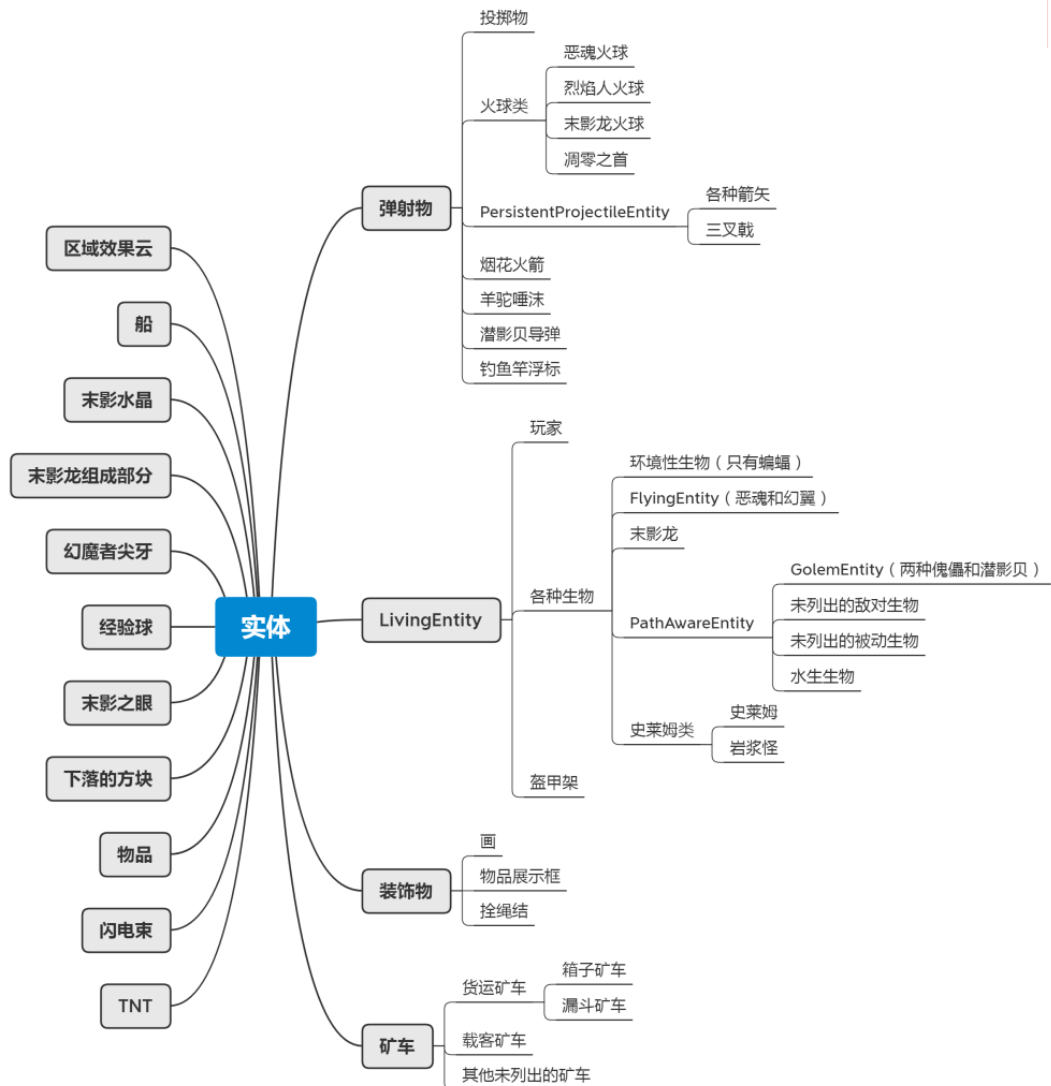 实体
弹射物
投掷物
火球类
恶魂火球
烈焰人火球
末影龙火球
凋零之首
PersistentProjectileEntity
各种箭矢
三叉戟
烟花火箭
羊驼唾沫
潜影贝导弹
钓鱼竿浮标
LivingEntity
玩家
各种生物
环境性生物（只有蝙蝠）
FlyingEntity（恶魂和幻翼）
末影龙
PathAwareEntity
GolemEntity（两种傀儡和潜影贝）
未列出的敌对生物
未列出的被动生物
水生生物
史莱姆类
史莱姆
岩浆怪
盔甲架
装饰物
画
物品展示框
拴绳结
矿车
货运矿车
箱子矿车
漏斗矿车
载客矿车
其他未列出的矿车
区域效果云
船
末影水晶
末影龙组成部分
幻魔者尖牙
经验球
末影之眼
下落的方块
物品
闪电束
TNT